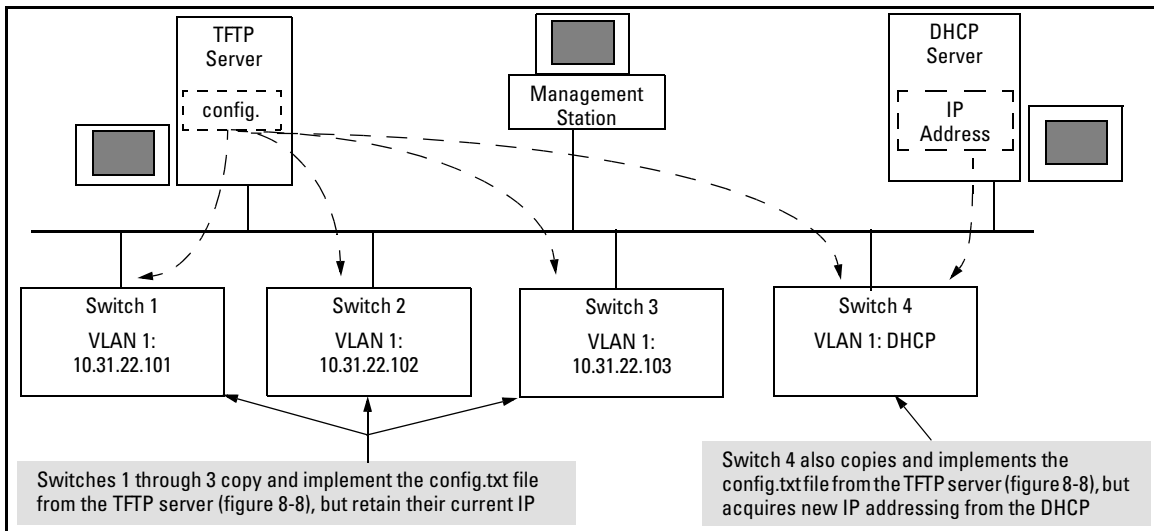 TFTP
Server
config.
Management
Station
DHCP
Server
IP
Address
Switch 1
VLAN 1:
10.31.22.101
Switch 2
VLAN 1:
10.31.22.102
Switch 3
VLAN 1:
10.31.22.103
Switch 4
VLAN 1: DHCP
Switches 1 through 3 copy and implement the config.txt file
from the TFTP server (figure 8-8), but retain their current IP
Switch 4 also copies and implements the
config.txt file from the TFTP server (figure 8-8), but
acquires new IP addressing from the DHCP